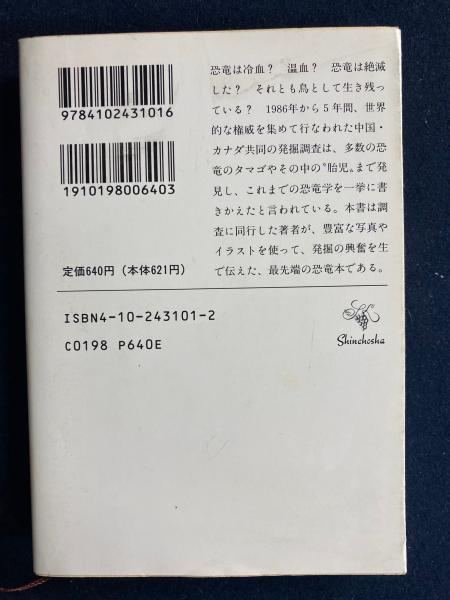 9784102431016
1910198006403
定価640円（本体621円）
恐竜は冷血？　温血？　恐竜は絶滅
した？　それとも鳥として生き残っ
ている？　1986年から5年間、世界
的な権威を集めて行なわれた中国・
カナダ共同の発掘調査は、多数の恐
竜のタマゴやその中の〝胎児〟まで発
見し、これまでの恐竜学を一挙に書
きかえたと言われている。本書は調
査に同行した著者が、豊富な写真や
イラストを使って、発掘の興奮を生
で伝えた、最先端の恐竜本である。
ISBN4-10-243101-2
C0198 P640E
Shinchosha